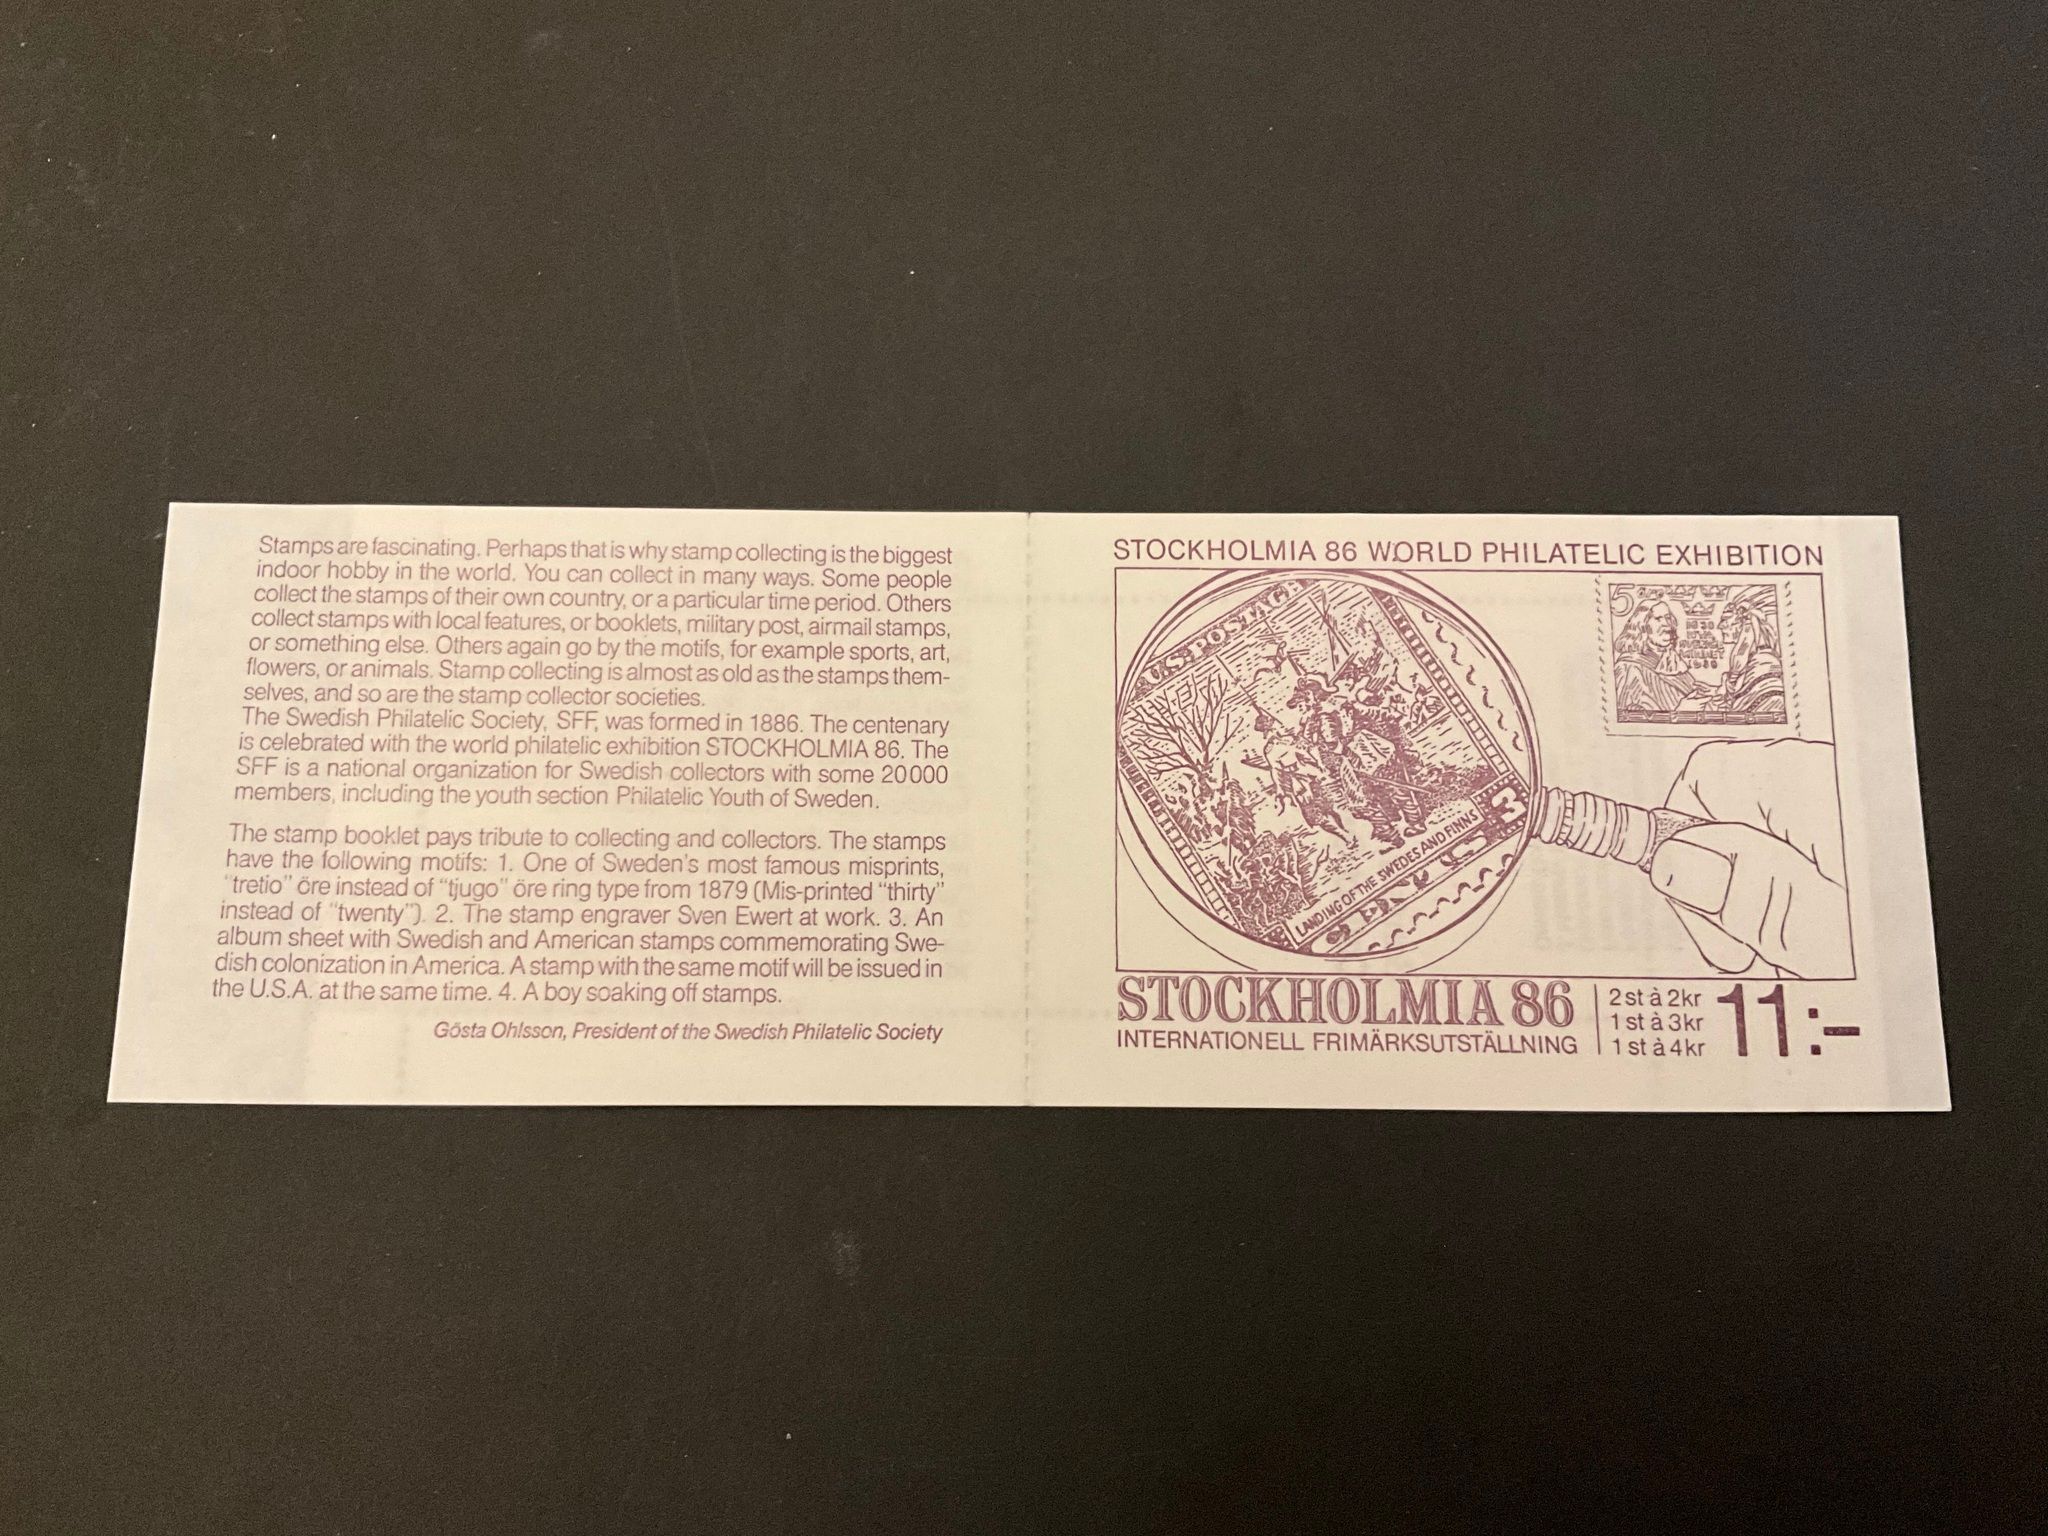 Stamps are fascinating. Perhaps that is why stamp collecting is the biggest
indoor hobby in the world. You can collect in many ways. Some people
collect the stamps of their own country, or a particular time period. Others
collect stamps with local features, or booklets, military post, airmail stamps,
or something else. Others again go by the motifs, for example sports, art,
flowers, or animals. Stamp collecting is almost as old as the stamps them-
selves, and so are the stamp collector societies.
The Swedish Philatelic Society, SFF, was formed in 1886. The centenary
is celebrated with the world philatelic exhibition STOCKHOLMIA 86. The
SFF is a national organization for Swedish collectors with some 20 000
members, including the youth section Philatelic Youth of Sweden.
The stamp booklet pays tribute to collecting and collectors. The stamps
have the following motifs: 1. One of Sweden's most famous misprints,
"tretio" öre instead of "tjugo" öre ring type from 1879 (Mis-printed "thirty"
instead of "twenty"). 2. The stamp engraver Sven Ewert at work. 3. An
album sheet with Swedish and American stamps commemorating Swe-
dish colonization in America. A stamp with the same motif will be issued in
the U.S.A. at the same time. 4. A boy soaking off stamps.
Gösta Ohlsson, President of the Swedish Philatelic Society
STOCKHOLMIA 86 WORLD PHILATELIC EXHIBITION
U.S. POSTAGE
LANDING OF THE SWEDES AND FINNS
3
5
1638
1938
STOCKHOLMIA 86
INTERNATIONELL FRIMÄRKSUTSTÄLLNING
2 st à 2 kr
1 st à 3 kr
1 st à 4 kr
11:–